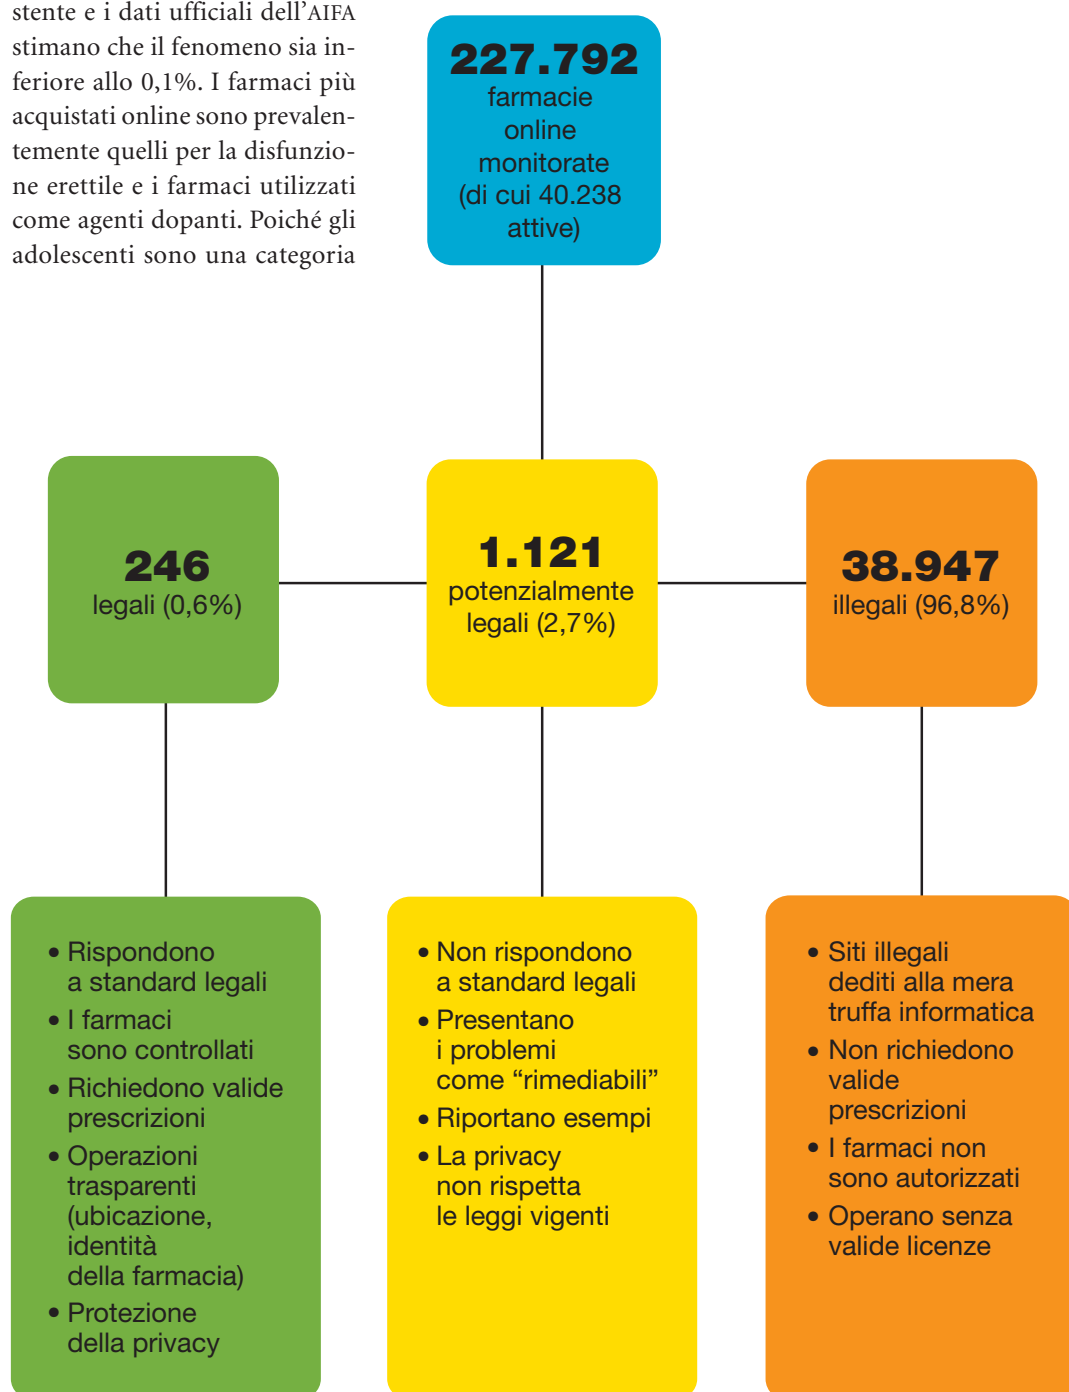 stente e i dati ufficiali dell’AIFA
stimano che il fenomeno sia in-
feriore allo 0,1%. I farmaci più
acquistati online sono prevalen-
temente quelli per la disfunzio-
ne erettile e i farmaci utilizzati
come agenti dopanti. Poiché gli
adolescenti sono una categoria
227.792
farmacie
online
monitorate
(di cui 40.238
attive)
246
legali (0,6%)
1.121
potenzialmente
legali (2,7%)
38.947
illegali (96,8%)
• Rispondono
a standard legali
• I farmaci
sono controllati
• Richiedono valide
prescrizioni
• Operazioni
trasparenti
(ubicazione,
identità
della farmacia)
• Protezione
della privacy
• Non rispondono
a standard legali
• Presentano
i problemi
come “rimediabili”
• Riportano esempi
• La privacy
non rispetta
le leggi vigenti
• Siti illegali
dediti alla mera
truffa informatica
• Non richiedono
valide
prescrizioni
• I farmaci non
sono autorizzati
• Operano senza
valide licenze